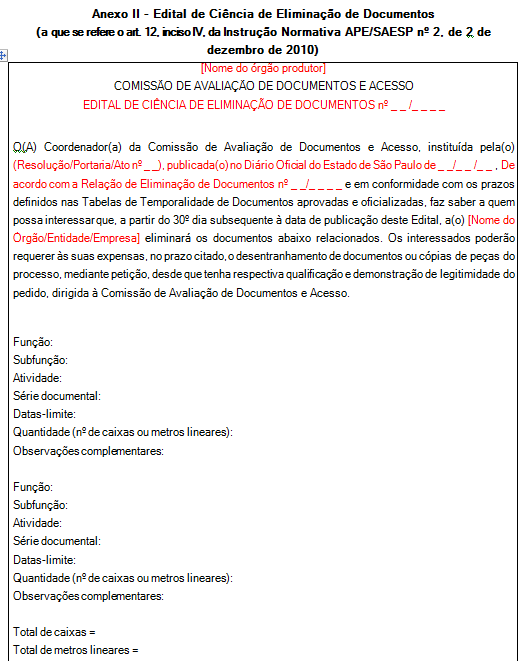 Anexo II - Edital de Ciência de Eliminação de Documentos
(a que se refere o art. 12, inciso IV, da Instrução Normativa APE/SAESP nº 2, de 2 de
dezembro de 2010)
[Nome do órgão produtor]
COMISSÃO DE AVALIAÇÃO DE DOCUMENTOS E ACESSO
EDITAL DE CIÊNCIA DE ELIMINAÇÃO DE DOCUMENTOS nº _ _ /_ _ _ _
O(A) Coordenador(a) da Comissão de Avaliação de Documentos e Acesso, instituída pela(o)
(Resolução/Portaria/Ato nº _ _), publicada(o) no Diário Oficial do Estado de São Paulo de _ _/_ _ /_ _ , De
acordo com a Relação de Eliminação de Documentos nº _ _/_ _ _ _ e em conformidade com os prazos
definidos nas Tabelas de Temporalidade de Documentos aprovadas e oficializadas, faz saber a quem
possa interessar que, a partir do 30º dia subsequente à data de publicação deste Edital, a(o) [Nome do
Órgão/Entidade/Empresa] eliminará os documentos abaixo relacionados. Os interessados poderão
requerer às suas expensas, no prazo citado, o desentranhamento de documentos ou cópias de peças do
processo, mediante petição, desde que tenha respectiva qualificação e demonstração de legitimidade do
pedido, dirigida à Comissão de Avaliação de Documentos e Acesso.
Função:
Subfunção:
Atividade:
Série documental:
Datas-limite:
Quantidade (nº de caixas ou metros lineares):
Observações complementares:
Função:
Subfunção:
Atividade:
Série documental:
Datas-limite:
Quantidade (nº de caixas ou metros lineares):
Observações complementares:
Total de caixas =
Total de metros lineares =